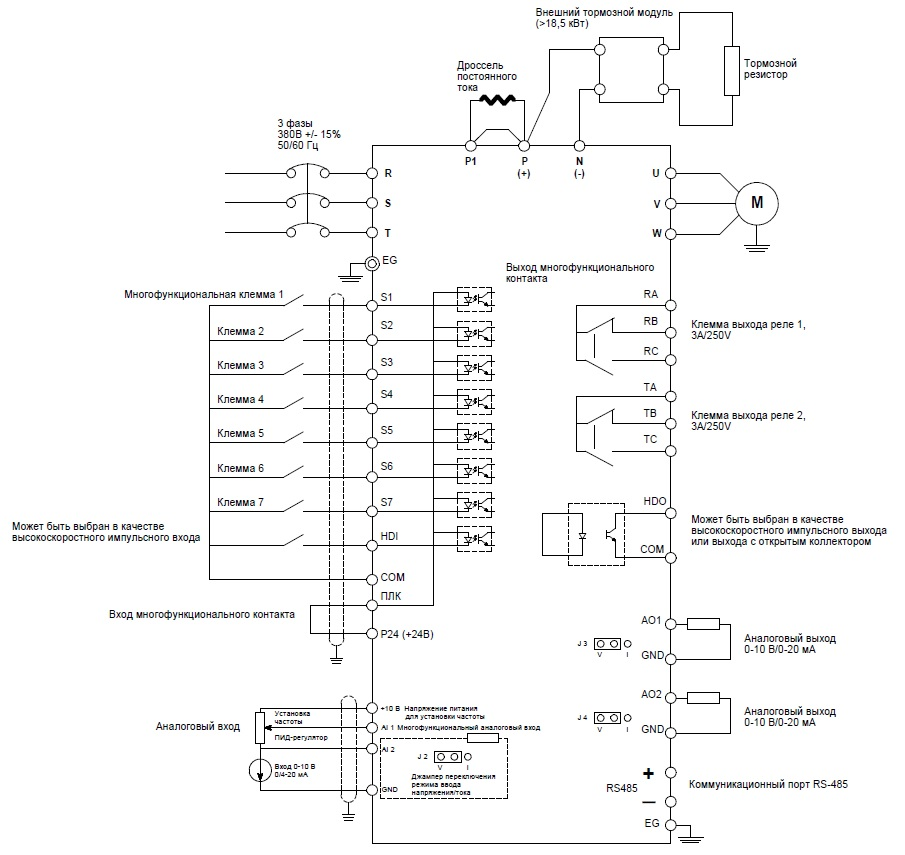 Внешний тормозной модуль
(>18,5 кВт)
Дроссель
постоянного
тока
Тормозной
резистор
3 фазы
380В +/- 15%
50/60 Гц
P1
P
(+)
N
(-)
R
S
T
EG
U
V
W
M
Многофункциональная клемма 1
Клемма 2
Клемма 3
Клемма 4
Клемма 5
Клемма 6
Клемма 7
Может быть выбран в качестве
высокоскоростного импульсного входа
S1
S2
S3
S4
S5
S6
S7
HDI
COM
ПЛК
P24 (+24В)
Вход многофункционального контакта
Выход многофункционального
контакта
RA
RB
RC
Клемма выхода реле 1,
3A/250V
TA
TB
TC
Клемма выхода реле 2,
3A/250V
HDO
COM
Может быть выбран в качестве
высокоскоростного импульсного выхода
или выхода с открытым коллектором
AO1
J 3
V
I
GND
Аналоговый выход
0-10 В/0-20 мА
AO2
J 4
V
I
GND
Аналоговый выход
0-10 В/0-20 мА
Аналоговый вход
Установка
частоты
ПИД-регулятор
Вход 0-10 В
0/4-20 мА
+10 В Напряжение питания
для установки частоты
AI 1 Многофункциональный аналоговый вход
AI 2
J 2
V
I
Джампер переключения
режима ввода
напряжения/тока
GND
+
RS485
—
Коммуникационный порт RS-485
EG